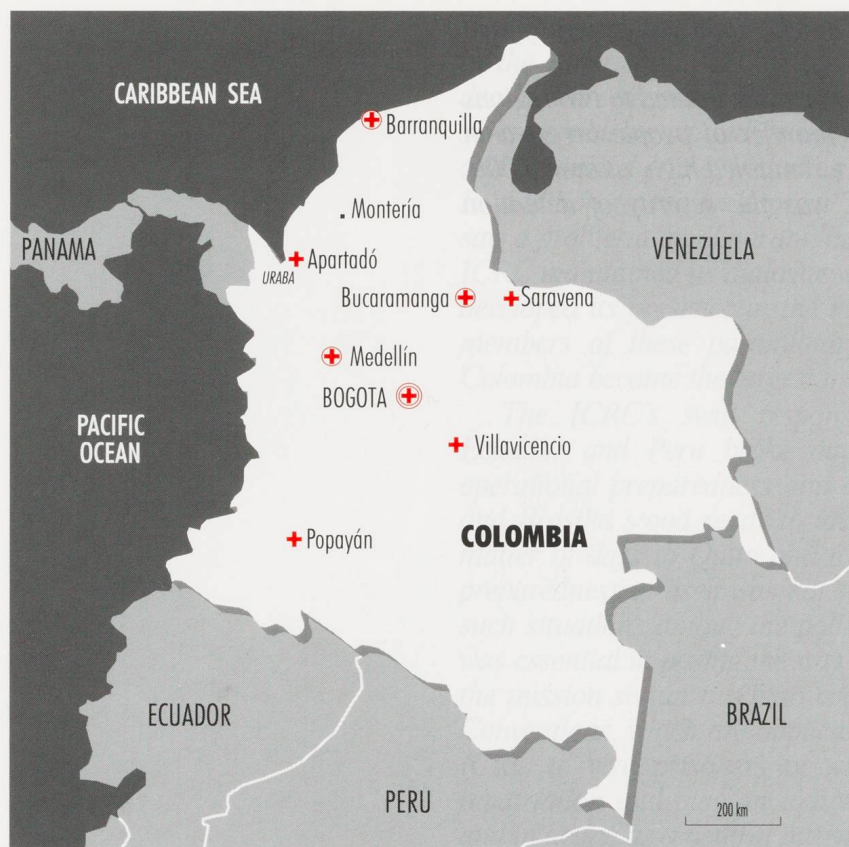 CARIBBEAN SEA
Barranquilla
Montería
PANAMA
Apartadó
URABA
VENEZUELA
Bucaramanga
Saravena
Medellín
BOGOTA
PACIFIC
OCEAN
Villavicencio
Popayán
COLOMBIA
ECUADOR
BRAZIL
PERU
200 km